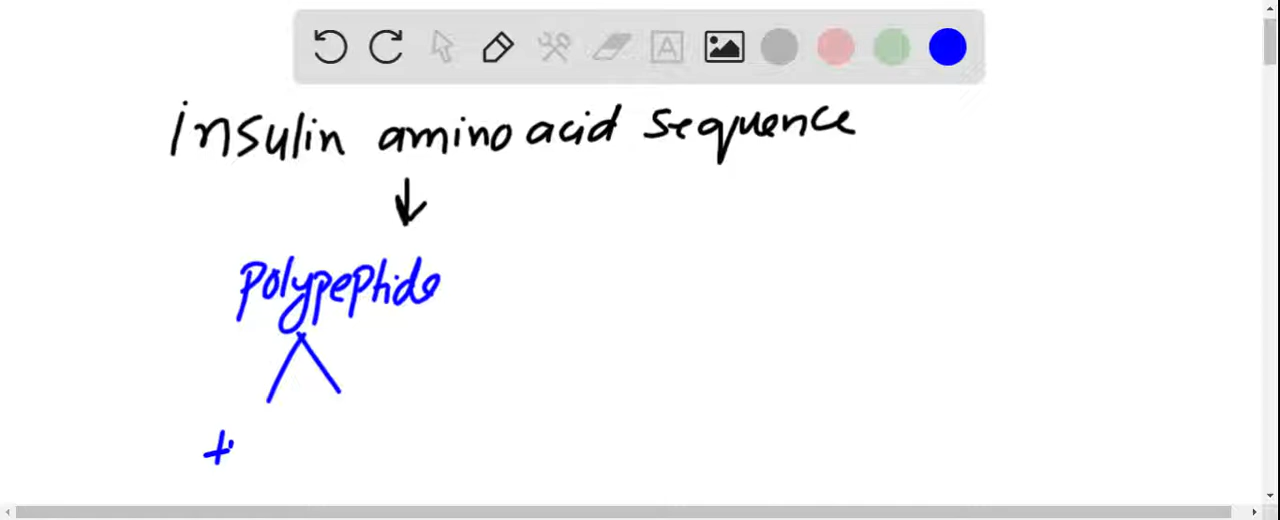 A
insulin amino acid sequence
↓
polypeptide